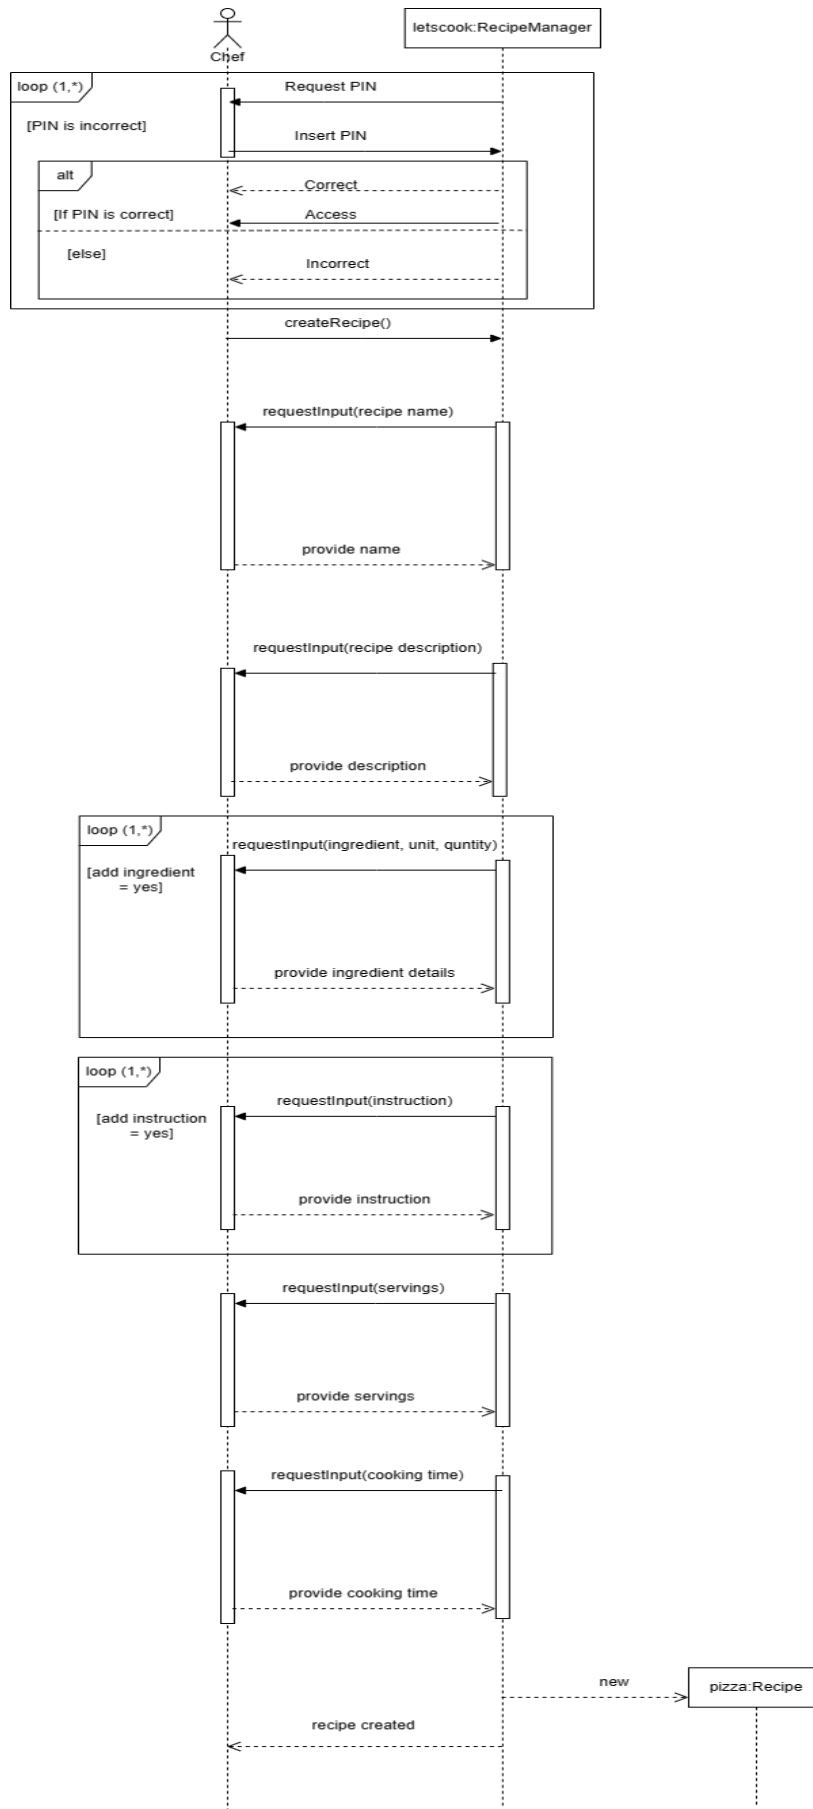 Chef
letscook:RecipeManager
loop (1,*)
Request PIN
[PIN is incorrect]
Insert PIN
alt
Correct
[If PIN is correct]
Access
[else]
Incorrect
createRecipe()
requestInput(recipe name)
provide name
requestInput(recipe description)
provide description
loop (1,*)
requestInput(ingredient, unit, quntity)
[add ingredient
= yes]
provide ingredient details
loop (1,*)
requestInput(instruction)
[add instruction
= yes]
provide instruction
requestInput(servings)
provide servings
requestInput(cooking time)
provide cooking time
new
pizza:Recipe
recipe created